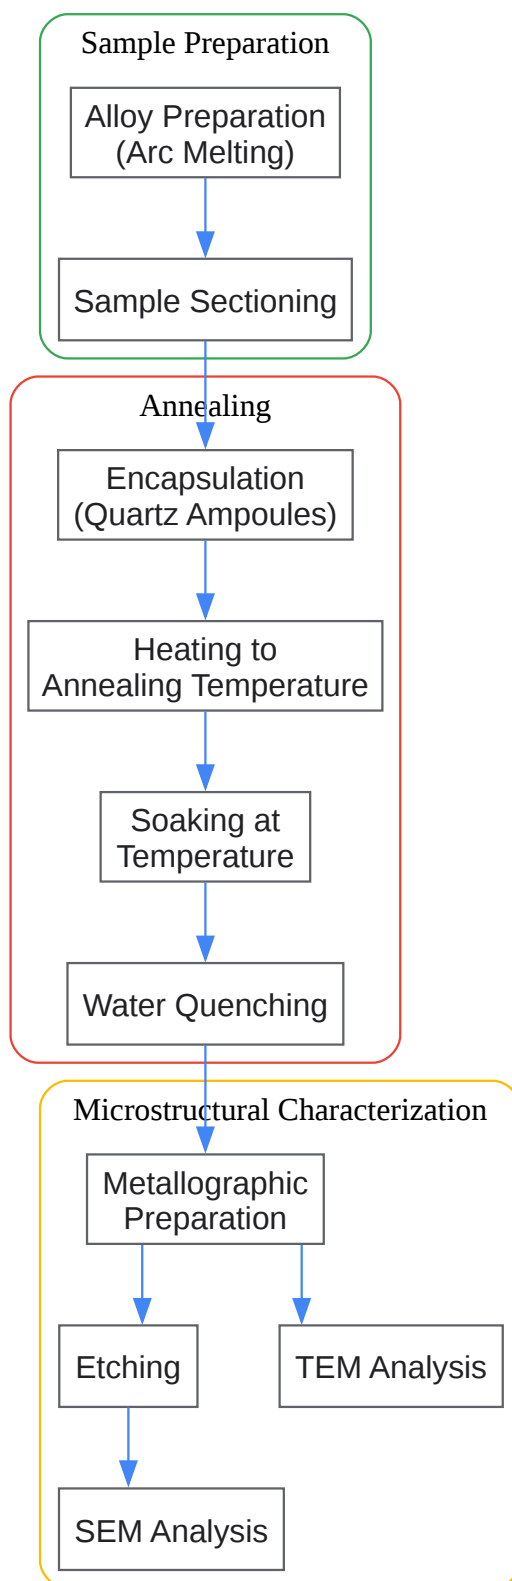 Sample Preparation
Alloy Preparation
(Arc Melting)
Sample Sectioning
Annealing
Encapsulation
(Quartz Ampoules)
Heating to
Annealing Temperature
Soaking at
Temperature
Water Quenching
Microstructural Characterization
Metallographic
Preparation
Etching
TEM Analysis
SEM Analysis